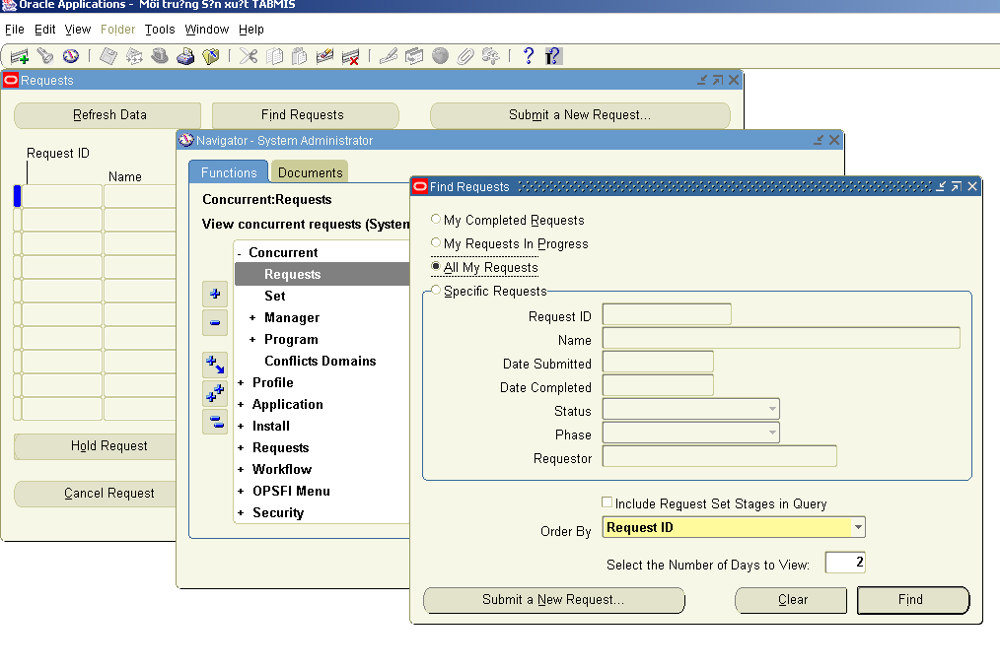 Oracle Applications - Môi tru?ng S?n xu?t TABMIS
File Edit View Folder Tools Window Help
Requests
Refresh Data
Find Requests
Submit a New Request...
Request ID
Name
Hold Request
Cancel Request
Navigator - System Administrator
Functions
Documents
Concurrent:Requests
View concurrent requests (System
- Concurrent
Requests
Set
+ Manager
+ Program
Conflicts Domains
+ Profile
+ Application
+ Install
+ Requests
+ Workflow
+ OPSFI Menu
+ Security
Find Requests
My Completed Requests
My Requests In Progress
All My Requests
Specific Requests
Request ID
Name
Date Submitted
Date Completed
Status
Phase
Requestor
Include Request Set Stages in Query
Order By Request ID
Select the Number of Days to View: 2
Submit a New Request...
Clear
Find